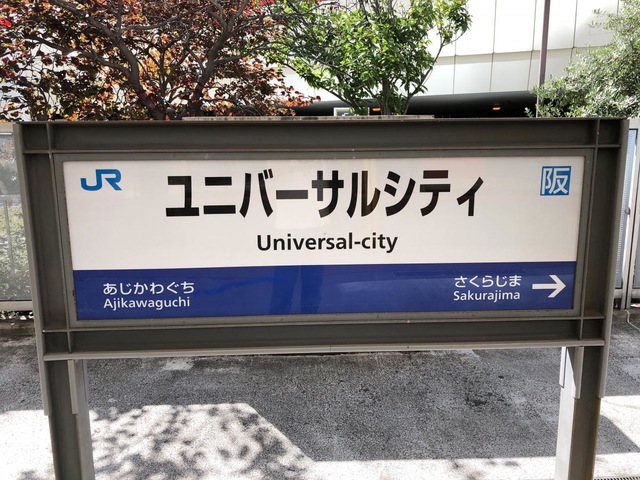 JR
ユニバーサルシティ
阪
Universal-city
あじかわぐち
Ajikawaguchi
さくらじま
Sakurajima